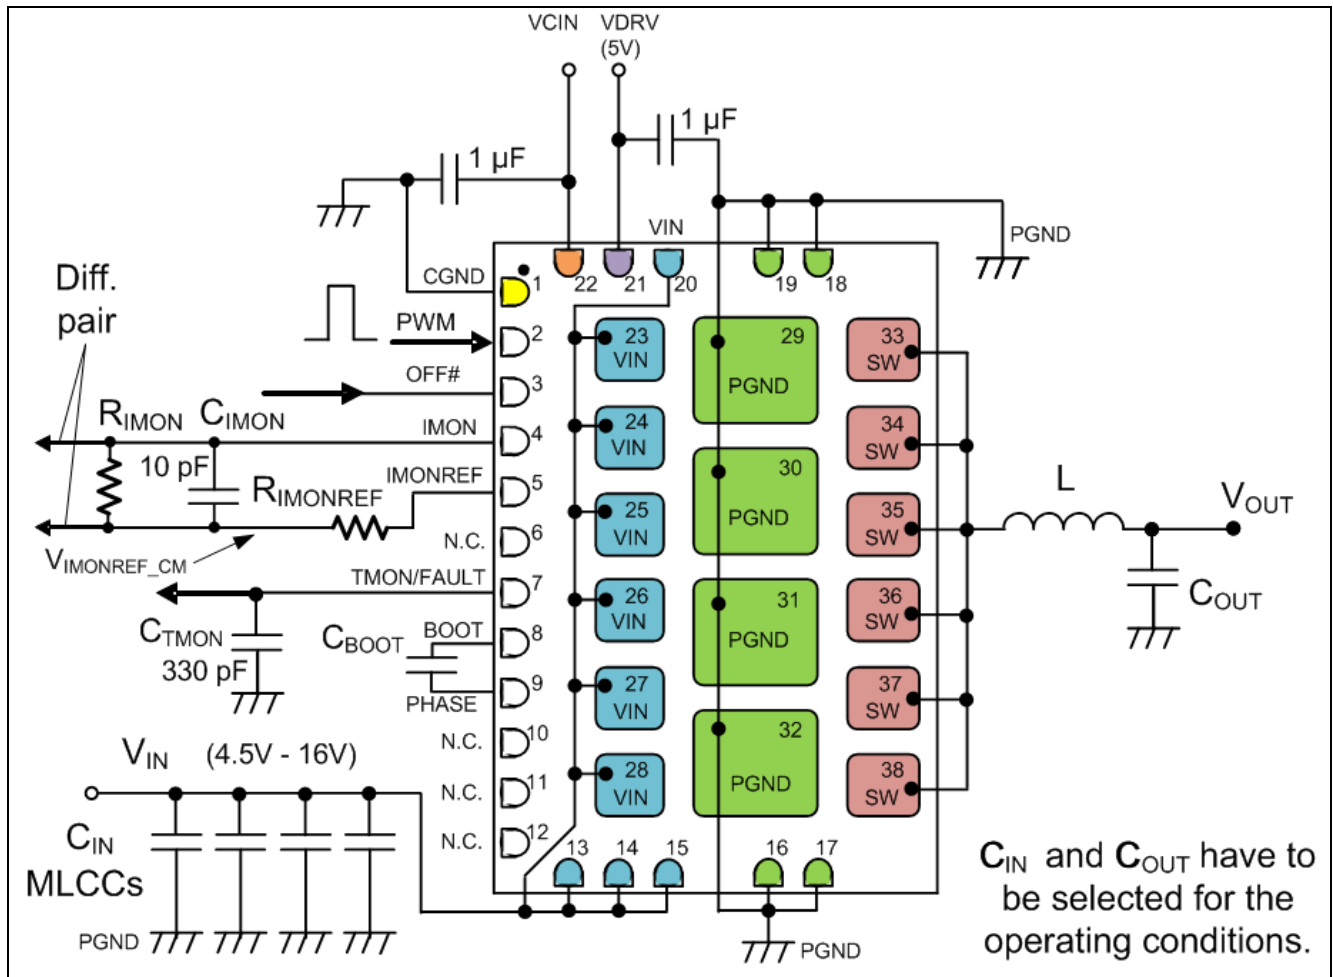 VCIN VDRV
(5V)
1 µF
1 µF
VIN
PGND
CGND 1 22 21 20 19 18
Diff.
pair
PWM 2
OFF# 3
23
VIN
29
PGND
33
SW
RIMON CIMON
IMON 4
10 pF
24
VIN
34
SW
IMONREF 5
RIMONREF
30
PGND
L
VOUT
N.C. 6
25
VIN
35
SW
VIMONREF_CM
TMON/FAULT 7
26
VIN
31
PGND
36
SW
COUT
CTMON
330 pF
CBOOT
BOOT 8
PHASE 9
27
VIN
37
SW
N.C. 10
32
PGND
VIN (4.5V - 16V)
N.C. 11
28
VIN
38
SW
N.C. 12
CIN
MLCCs
13 14 15 16 17
PGND
PGND
CIN and COUT have to
be selected for the
operating conditions.